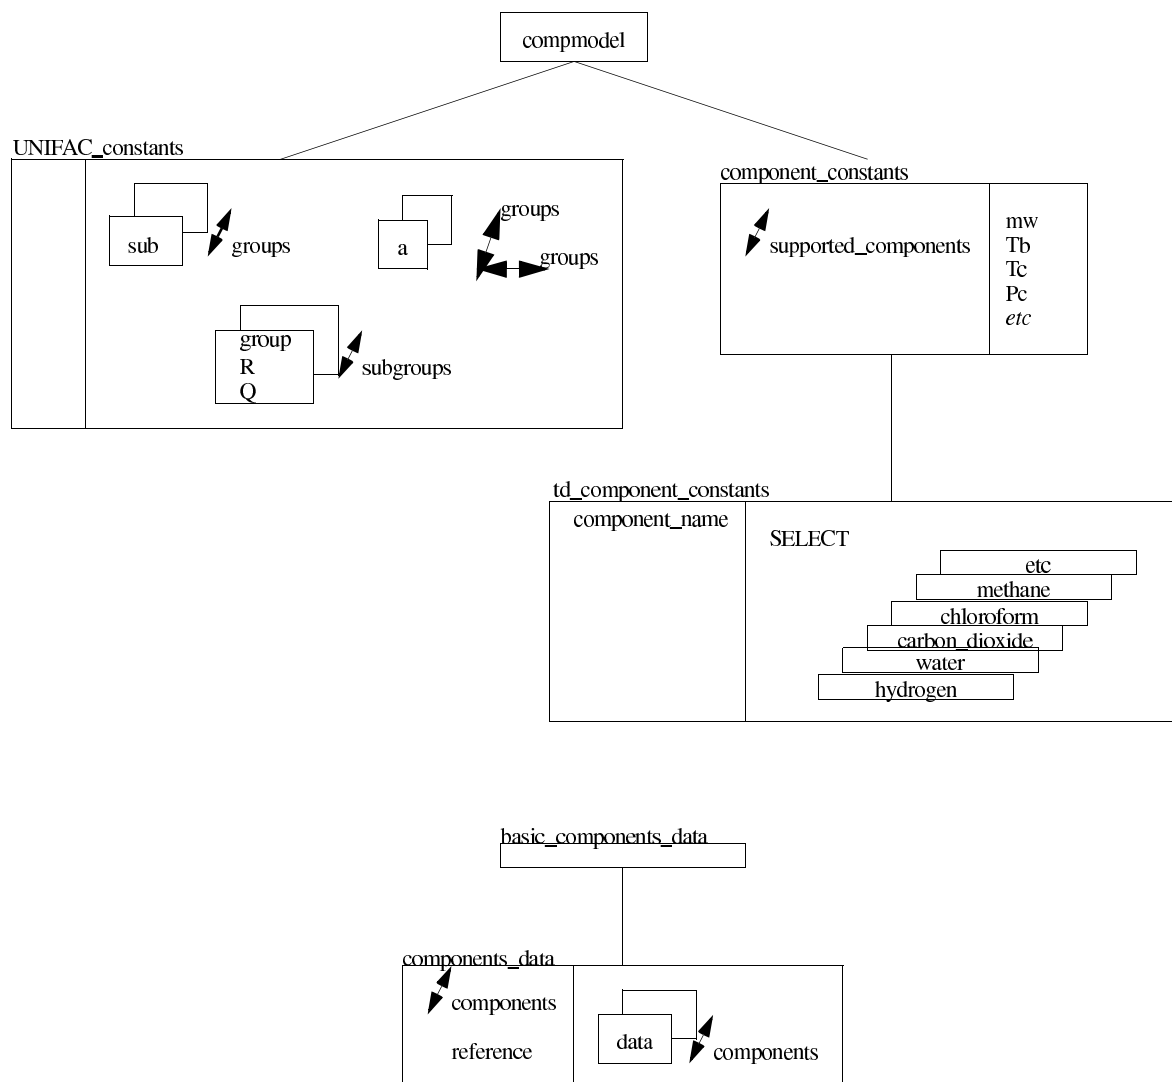 compmodel
UNIFAC_constants
sub
groups
a
groups
groups
group
R
Q
subgroups
component_constants
supported_components
mw
Tb
Tc
Pc
etc
td_component_constants
component_name
SELECT
etc
methane
chloroform
carbon_dioxide
water
hydrogen
basic_components_data
components_data
components
reference
data
components